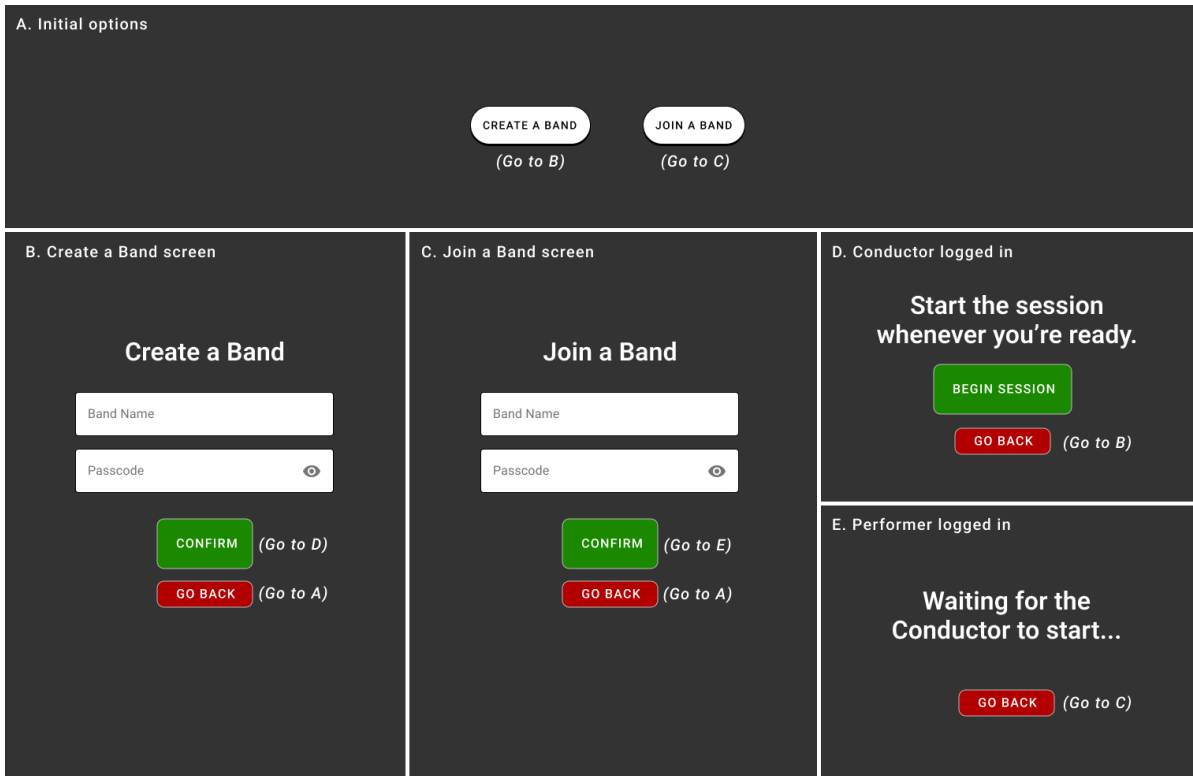 A. Initial options
CREATE A BAND
JOIN A BAND
(Go to B)
(Go to C)
B. Create a Band screen
Create a Band
Band Name
Passcode
CONFIRM
(Go to D)
GO BACK
(Go to A)
C. Join a Band screen
Join a Band
Band Name
Passcode
CONFIRM
(Go to E)
GO BACK
(Go to A)
D. Conductor logged in
Start the session
whenever you’re ready.
BEGIN SESSION
GO BACK
(Go to B)
E. Performer logged in
Waiting for the
Conductor to start...
GO BACK
(Go to C)